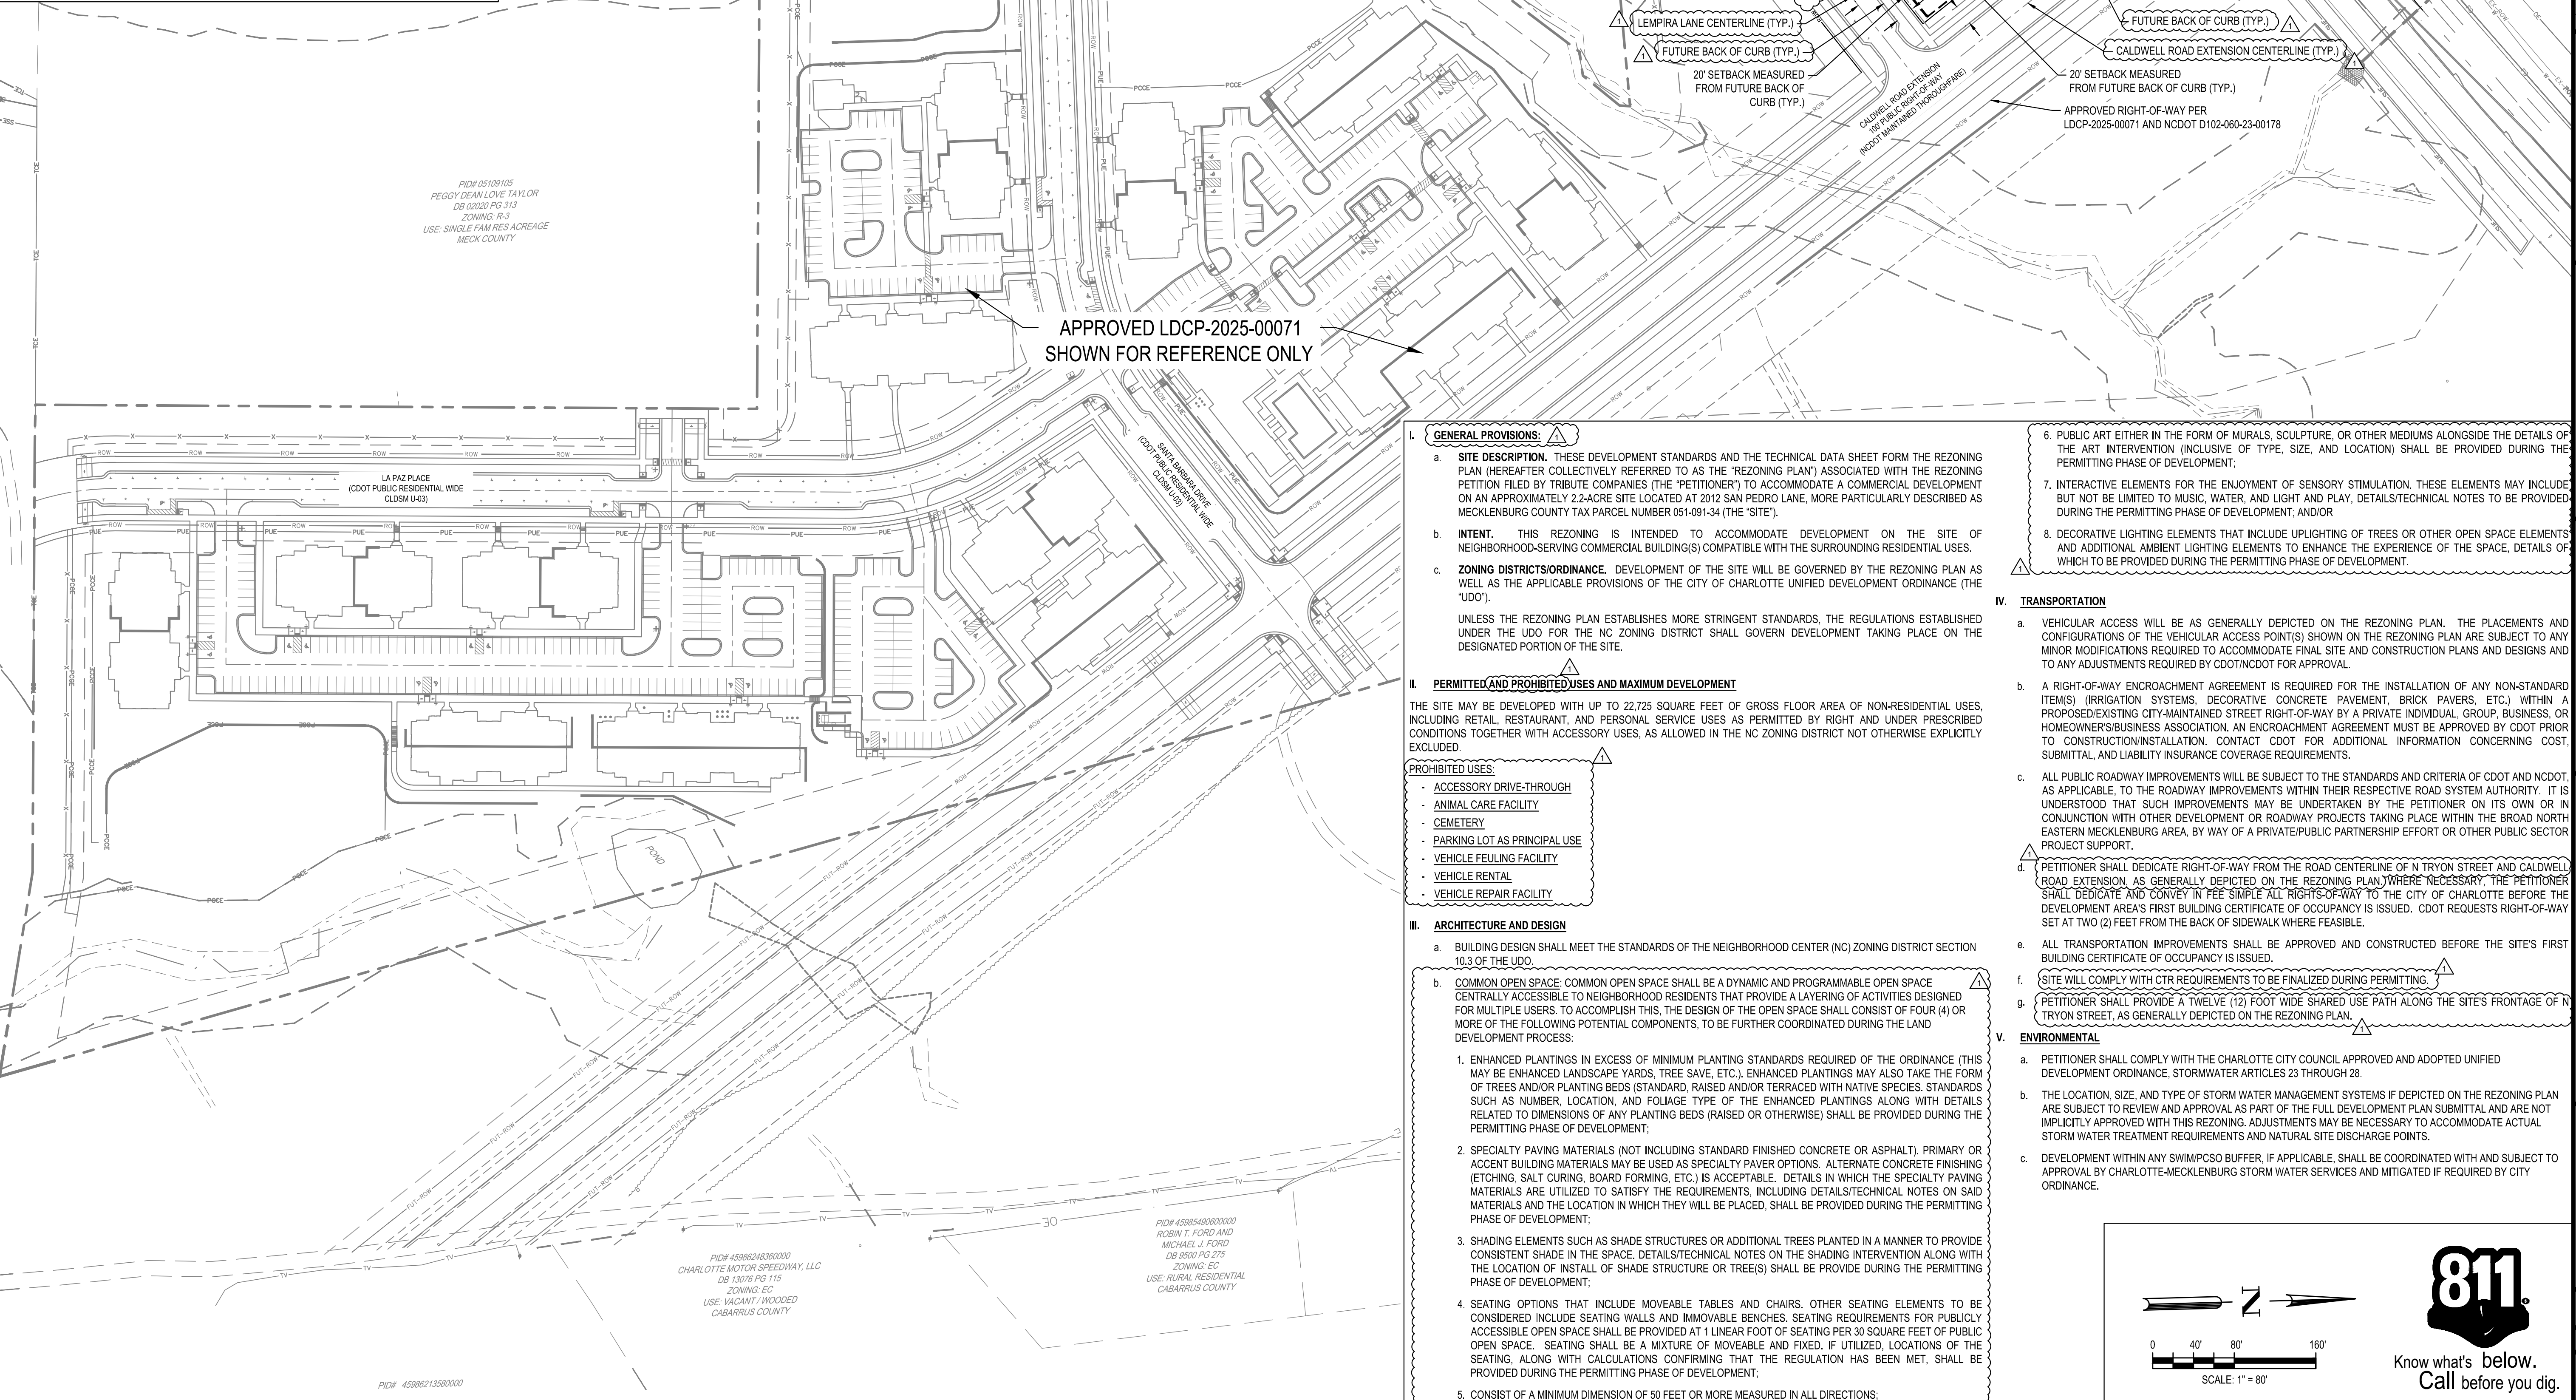 LEMPIRA LANE CENTERLINE (TYP.)
FUTURE BACK OF CURB (TYP.)
20' SETBACK MEASURED
FROM FUTURE BACK OF
CURB (TYP.)
FUTURE BACK OF CURB (TYP.)
CALDWELL ROAD EXTENSION CENTERLINE (TYP.)
20' SETBACK MEASURED
FROM FUTURE BACK OF CURB (TYP.)
APPROVED RIGHT-OF-WAY PER
LDCP-2025-00071 AND NCDOT D102-060-23-00178
CALDWELL ROAD EXTENSION
100' PUBLIC RIGHT-OF-WAY
(NCDOT MAINTAINED THOROUGHFARE)
PID# 05109105
PEGGY DEAN LOVE TAYLOR
DB 02020 PG 313
ZONING: R-3
USE: SINGLE FAM RES ACREAGE
MECK COUNTY
APPROVED LDCP-2025-00071
SHOWN FOR REFERENCE ONLY
LA PAZ PLACE
(CDOT PUBLIC RESIDENTIAL WIDE
CLDSM U-03)
SANTA BARBARA DRIVE
(CDOT PUBLIC RESIDENTIAL WIDE
CLDSM U-03)
POND
PID# 45986248360000
CHARLOTTE MOTOR SPEEDWAY, LLC
DB 13076 PG 115
ZONING: EC
USE: VACANT / WOODED
CABARRUS COUNTY
PID# 45985490600000
ROBIN T. FORD AND
MICHAEL J. FORD
DB 9500 PG 275
ZONING: EC
USE: RURAL RESIDENTIAL
CABARRUS COUNTY
PID# 45986213580000
I. GENERAL PROVISIONS: 1
a. SITE DESCRIPTION. THESE DEVELOPMENT STANDARDS AND THE TECHNICAL DATA SHEET FORM THE REZONING
PLAN (HEREAFTER COLLECTIVELY REFERRED TO AS THE “REZONING PLAN”) ASSOCIATED WITH THE REZONING
PETITION FILED BY TRIBUTE COMPANIES (THE “PETITIONER”) TO ACCOMMODATE A COMMERCIAL DEVELOPMENT
ON AN APPROXIMATELY 2.2-ACRE SITE LOCATED AT 2012 SAN PEDRO LANE, MORE PARTICULARLY DESCRIBED AS
MECKLENBURG COUNTY TAX PARCEL NUMBER 051-091-34 (THE “SITE”).
b. INTENT. THIS REZONING IS INTENDED TO ACCOMMODATE DEVELOPMENT ON THE SITE OF
NEIGHBORHOOD-SERVING COMMERCIAL BUILDING(S) COMPATIBLE WITH THE SURROUNDING RESIDENTIAL USES.
c. ZONING DISTRICTS/ORDINANCE. DEVELOPMENT OF THE SITE WILL BE GOVERNED BY THE REZONING PLAN AS
WELL AS THE APPLICABLE PROVISIONS OF THE CITY OF CHARLOTTE UNIFIED DEVELOPMENT ORDINANCE (THE
“UDO”).
UNLESS THE REZONING PLAN ESTABLISHES MORE STRINGENT STANDARDS, THE REGULATIONS ESTABLISHED
UNDER THE UDO FOR THE NC ZONING DISTRICT SHALL GOVERN DEVELOPMENT TAKING PLACE ON THE
DESIGNATED PORTION OF THE SITE.
II. PERMITTED AND PROHIBITED USES AND MAXIMUM DEVELOPMENT
THE SITE MAY BE DEVELOPED WITH UP TO 22,725 SQUARE FEET OF GROSS FLOOR AREA OF NON-RESIDENTIAL USES,
INCLUDING RETAIL, RESTAURANT, AND PERSONAL SERVICE USES AS PERMITTED BY RIGHT AND UNDER PRESCRIBED
CONDITIONS TOGETHER WITH ACCESSORY USES, AS ALLOWED IN THE NC ZONING DISTRICT NOT OTHERWISE EXPLICITLY
EXCLUDED.
PROHIBITED USES:
- ACCESSORY DRIVE-THROUGH
- ANIMAL CARE FACILITY
- CEMETERY
- PARKING LOT AS PRINCIPAL USE
- VEHICLE FEULING FACILITY
- VEHICLE RENTAL
- VEHICLE REPAIR FACILITY
III. ARCHITECTURE AND DESIGN
a. BUILDING DESIGN SHALL MEET THE STANDARDS OF THE NEIGHBORHOOD CENTER (NC) ZONING DISTRICT SECTION
10.3 OF THE UDO.
b. COMMON OPEN SPACE: COMMON OPEN SPACE SHALL BE A DYNAMIC AND PROGRAMMABLE OPEN SPACE
CENTRALLY ACCESSIBLE TO NEIGHBORHOOD RESIDENTS THAT PROVIDE A LAYERING OF ACTIVITIES DESIGNED
FOR MULTIPLE USERS. TO ACCOMPLISH THIS, THE DESIGN OF THE OPEN SPACE SHALL CONSIST OF FOUR (4) OR
MORE OF THE FOLLOWING POTENTIAL COMPONENTS, TO BE FURTHER COORDINATED DURING THE LAND
DEVELOPMENT PROCESS:
1. ENHANCED PLANTINGS IN EXCESS OF MINIMUM PLANTING STANDARDS REQUIRED OF THE ORDINANCE (THIS
MAY BE ENHANCED LANDSCAPE YARDS, TREE SAVE, ETC.). ENHANCED PLANTINGS MAY ALSO TAKE THE FORM
OF TREES AND/OR PLANTING BEDS (STANDARD, RAISED AND/OR TERRACED WITH NATIVE SPECIES. STANDARDS
SUCH AS NUMBER, LOCATION, AND FOLIAGE TYPE OF THE ENHANCED PLANTINGS ALONG WITH DETAILS
RELATED TO DIMENSIONS OF ANY PLANTING BEDS (RAISED OR OTHERWISE) SHALL BE PROVIDED DURING THE
PERMITTING PHASE OF DEVELOPMENT;
2. SPECIALTY PAVING MATERIALS (NOT INCLUDING STANDARD FINISHED CONCRETE OR ASPHALT). PRIMARY OR
ACCENT BUILDING MATERIALS MAY BE USED AS SPECIALTY PAVER OPTIONS. ALTERNATE CONCRETE FINISHING
(ETCHING, SALT CURING, BOARD FORMING, ETC.) IS ACCEPTABLE. DETAILS IN WHICH THE SPECIALTY PAVING
MATERIALS ARE UTILIZED TO SATISFY THE REQUIREMENTS, INCLUDING DETAILS/TECHNICAL NOTES ON SAID
MATERIALS AND THE LOCATION IN WHICH THEY WILL BE PLACED, SHALL BE PROVIDED DURING THE PERMITTING
PHASE OF DEVELOPMENT;
3. SHADING ELEMENTS SUCH AS SHADE STRUCTURES OR ADDITIONAL TREES PLANTED IN A MANNER TO PROVIDE
CONSISTENT SHADE IN THE SPACE. DETAILS/TECHNICAL NOTES ON THE SHADING INTERVENTION ALONG WITH
THE LOCATION OF INSTALL OF SHADE STRUCTURE OR TREE(S) SHALL BE PROVIDE DURING THE PERMITTING
PHASE OF DEVELOPMENT;
4. SEATING OPTIONS THAT INCLUDE MOVEABLE TABLES AND CHAIRS. OTHER SEATING ELEMENTS TO BE
CONSIDERED INCLUDE SEATING WALLS AND IMMOVABLE BENCHES. SEATING REQUIREMENTS FOR PUBLICLY
ACCESSIBLE OPEN SPACE SHALL BE PROVIDED AT 1 LINEAR FOOT OF SEATING PER 30 SQUARE FEET OF PUBLIC
OPEN SPACE. SEATING SHALL BE A MIXTURE OF MOVEABLE AND FIXED. IF UTILIZED, LOCATIONS OF THE
SEATING, ALONG WITH CALCULATIONS CONFIRMING THAT THE REGULATION HAS BEEN MET, SHALL BE
PROVIDED DURING THE PERMITTING PHASE OF DEVELOPMENT;
5. CONSIST OF A MINIMUM DIMENSION OF 50 FEET OR MORE MEASURED IN ALL DIRECTIONS;
6. PUBLIC ART EITHER IN THE FORM OF MURALS, SCULPTURE, OR OTHER MEDIUMS ALONGSIDE THE DETAILS OF
THE ART INTERVENTION (INCLUSIVE OF TYPE, SIZE, AND LOCATION) SHALL BE PROVIDED DURING THE
PERMITTING PHASE OF DEVELOPMENT;
7. INTERACTIVE ELEMENTS FOR THE ENJOYMENT OF SENSORY STIMULATION. THESE ELEMENTS MAY INCLUDE
BUT NOT BE LIMITED TO MUSIC, WATER, AND LIGHT AND PLAY, DETAILS/TECHNICAL NOTES TO BE PROVIDED
DURING THE PERMITTING PHASE OF DEVELOPMENT; AND/OR
8. DECORATIVE LIGHTING ELEMENTS THAT INCLUDE UPLIGHTING OF TREES OR OTHER OPEN SPACE ELEMENTS
AND ADDITIONAL AMBIENT LIGHTING ELEMENTS TO ENHANCE THE EXPERIENCE OF THE SPACE, DETAILS OF
WHICH TO BE PROVIDED DURING THE PERMITTING PHASE OF DEVELOPMENT.
IV. TRANSPORTATION
a. VEHICULAR ACCESS WILL BE AS GENERALLY DEPICTED ON THE REZONING PLAN. THE PLACEMENTS AND
CONFIGURATIONS OF THE VEHICULAR ACCESS POINT(S) SHOWN ON THE REZONING PLAN ARE SUBJECT TO ANY
MINOR MODIFICATIONS REQUIRED TO ACCOMMODATE FINAL SITE AND CONSTRUCTION PLANS AND DESIGNS AND
TO ANY ADJUSTMENTS REQUIRED BY CDOT/NCDOT FOR APPROVAL.
b. A RIGHT-OF-WAY ENCROACHMENT AGREEMENT IS REQUIRED FOR THE INSTALLATION OF ANY NON-STANDARD
ITEM(S) (IRRIGATION SYSTEMS, DECORATIVE CONCRETE PAVEMENT, BRICK PAVERS, ETC.) WITHIN A
PROPOSED/EXISTING CITY-MAINTAINED STREET RIGHT-OF-WAY BY A PRIVATE INDIVIDUAL, GROUP, BUSINESS, OR
HOMEOWNER'S/BUSINESS ASSOCIATION. AN ENCROACHMENT AGREEMENT MUST BE APPROVED BY CDOT PRIOR
TO CONSTRUCTION/INSTALLATION. CONTACT CDOT FOR ADDITIONAL INFORMATION CONCERNING COST,
SUBMITTAL, AND LIABILITY INSURANCE COVERAGE REQUIREMENTS.
c. ALL PUBLIC ROADWAY IMPROVEMENTS WILL BE SUBJECT TO THE STANDARDS AND CRITERIA OF CDOT AND NCDOT,
AS APPLICABLE, TO THE ROADWAY IMPROVEMENTS WITHIN THEIR RESPECTIVE ROAD SYSTEM AUTHORITY. IT IS
UNDERSTOOD THAT SUCH IMPROVEMENTS MAY BE UNDERTAKEN BY THE PETITIONER ON ITS OWN OR IN
CONJUNCTION WITH OTHER DEVELOPMENT OR ROADWAY PROJECTS TAKING PLACE WITHIN THE BROAD NORTH
EASTERN MECKLENBURG AREA, BY WAY OF A PRIVATE/PUBLIC PARTNERSHIP EFFORT OR OTHER PUBLIC SECTOR
PROJECT SUPPORT.
d. PETITIONER SHALL DEDICATE RIGHT-OF-WAY FROM THE ROAD CENTERLINE OF N TRYON STREET AND CALDWELL
ROAD EXTENSION, AS GENERALLY DEPICTED ON THE REZONING PLAN. WHERE NECESSARY, THE PETITIONER
SHALL DEDICATE AND CONVEY IN FEE SIMPLE ALL RIGHTS-OF-WAY TO THE CITY OF CHARLOTTE BEFORE THE
DEVELOPMENT AREA'S FIRST BUILDING CERTIFICATE OF OCCUPANCY IS ISSUED. CDOT REQUESTS RIGHT-OF-WAY
SET AT TWO (2) FEET FROM THE BACK OF SIDEWALK WHERE FEASIBLE.
e. ALL TRANSPORTATION IMPROVEMENTS SHALL BE APPROVED AND CONSTRUCTED BEFORE THE SITE'S FIRST
BUILDING CERTIFICATE OF OCCUPANCY IS ISSUED.
f. SITE WILL COMPLY WITH CTR REQUIREMENTS TO BE FINALIZED DURING PERMITTING.
g. PETITIONER SHALL PROVIDE A TWELVE (12) FOOT WIDE SHARED USE PATH ALONG THE SITE'S FRONTAGE OF N
TRYON STREET, AS GENERALLY DEPICTED ON THE REZONING PLAN.
V. ENVIRONMENTAL
a. PETITIONER SHALL COMPLY WITH THE CHARLOTTE CITY COUNCIL APPROVED AND ADOPTED UNIFIED
DEVELOPMENT ORDINANCE, STORMWATER ARTICLES 23 THROUGH 28.
b. THE LOCATION, SIZE, AND TYPE OF STORM WATER MANAGEMENT SYSTEMS IF DEPICTED ON THE REZONING PLAN
ARE SUBJECT TO REVIEW AND APPROVAL AS PART OF THE FULL DEVELOPMENT PLAN SUBMITTAL AND ARE NOT
IMPLICITLY APPROVED WITH THIS REZONING. ADJUSTMENTS MAY BE NECESSARY TO ACCOMMODATE ACTUAL
STORM WATER TREATMENT REQUIREMENTS AND NATURAL SITE DISCHARGE POINTS.
c. DEVELOPMENT WITHIN ANY SWIM/PCSO BUFFER, IF APPLICABLE, SHALL BE COORDINATED WITH AND SUBJECT TO
APPROVAL BY CHARLOTTE-MECKLENBURG STORM WATER SERVICES AND MITIGATED IF REQUIRED BY CITY
ORDINANCE.
N
0 40' 80' 160'
SCALE: 1" = 80'
811
Know what's below.
Call before you dig.